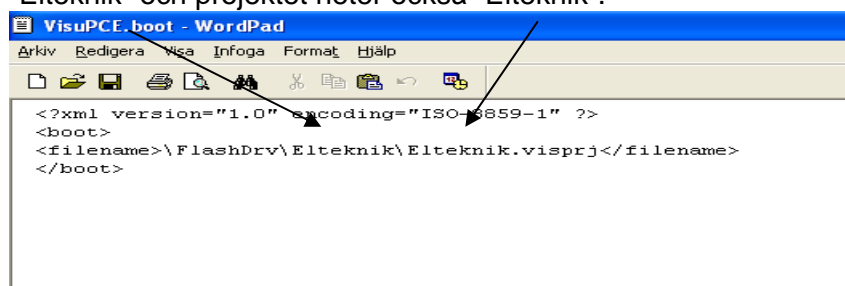 "Elteknik" och projektet heter också "Elteknik".
VisuPCE.boot - WordPad
Arkiv Redigera Visa Infoga Format Hjälp
<?xml version="1.0" encoding="ISO-8859-1" ?>
<boot>
<filename>\FlashDrv\Elteknik\Elteknik.visprj</filename>
</boot>